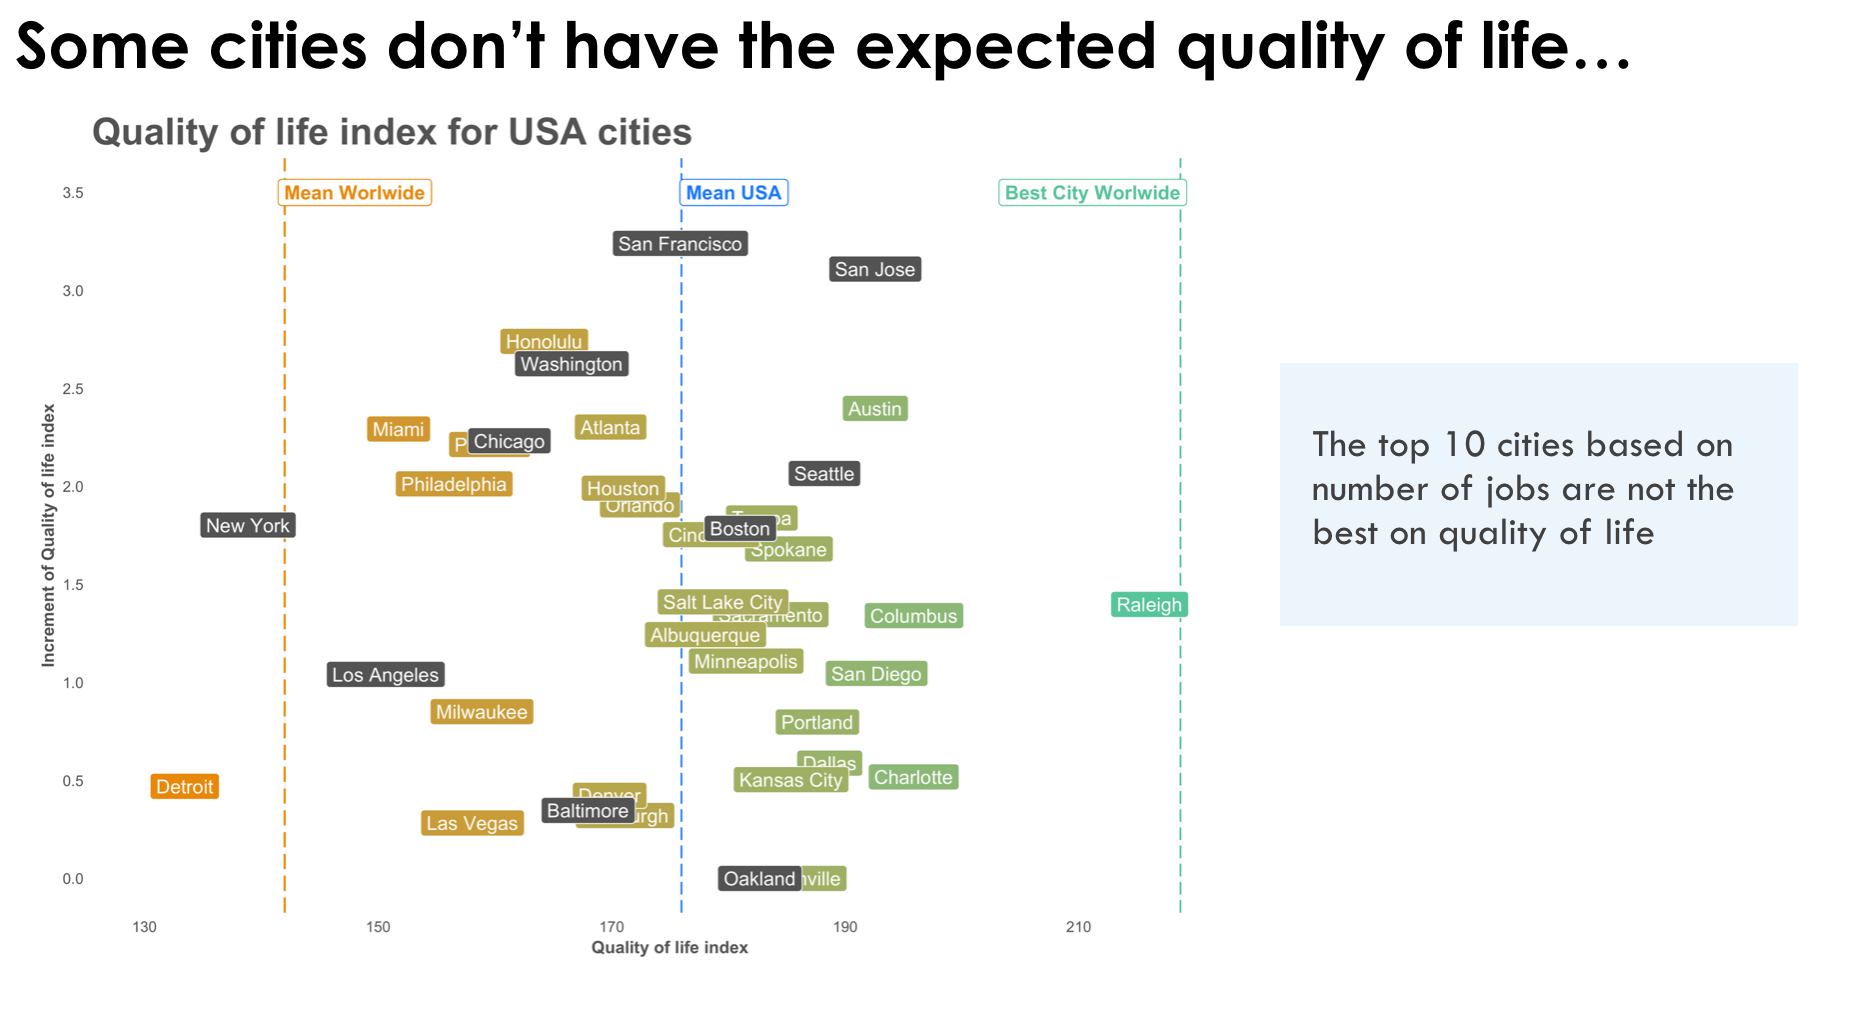 Some cities don’t have the expected quality of life…
Quality of life index for USA cities
3.5
Mean Worlwide
Mean USA
Best City Worlwide
San Francisco
San Jose
3.0
Honolulu
Washington
2.5
Austin
Miami
Atlanta
Chicago
Seattle
2.0
Philadelphia
Houston
Orlando
New York
Boston
Spokane
1.5
Salt Lake City
Sacramento
Columbus
Raleigh
Albuquerque
Minneapolis
1.0
Los Angeles
San Diego
Milwaukee
Portland
Dallas
0.5
Detroit
Kansas City
Charlotte
Denver
Baltimore
Las Vegas
0.0
Oakland
130
150
170
190
210
Quality of life index
Increment of Quality of life index
The top 10 cities based on
number of jobs are not the
best on quality of life